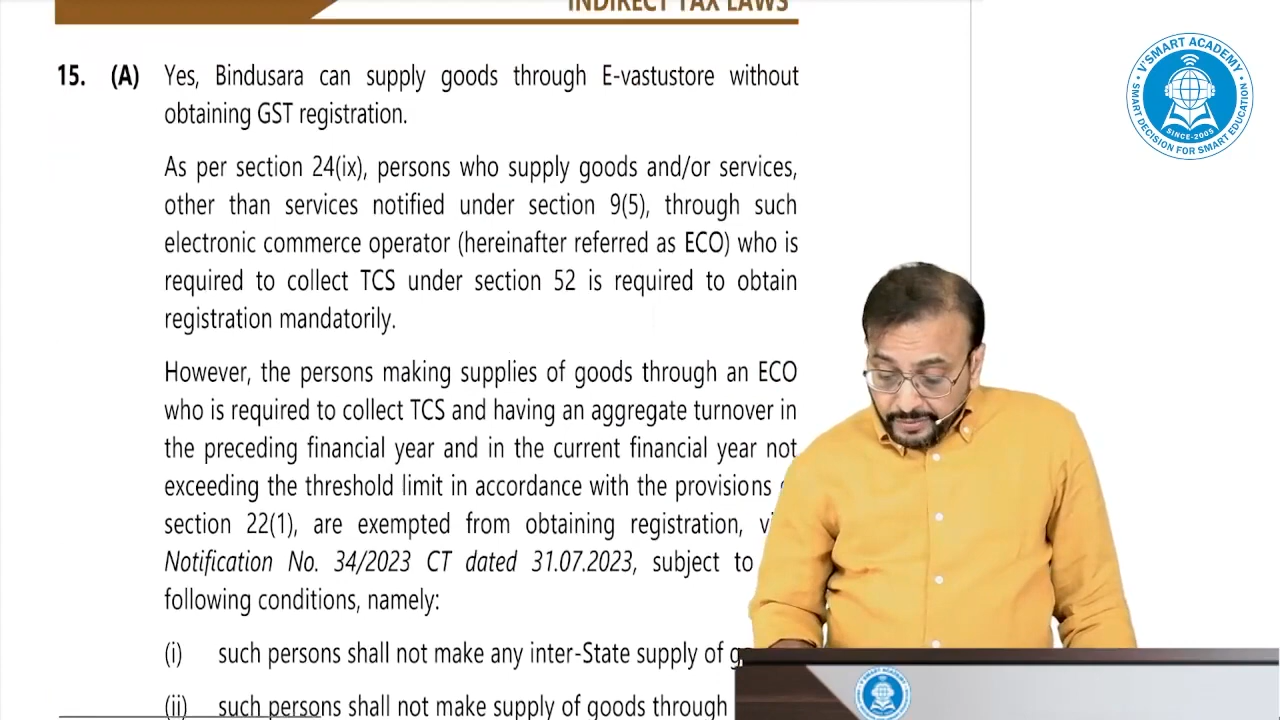 INDIRECT TAX LAWS
15. (A) Yes, Bindusara can supply goods through E-vastustore without
obtaining GST registration.
As per section 24(ix), persons who supply goods and/or services,
other than services notified under section 9(5), through such
electronic commerce operator (hereinafter referred as ECO) who is
required to collect TCS under section 52 is required to obtain
registration mandatorily.
However, the persons making supplies of goods through an ECO
who is required to collect TCS and having an aggregate turnover in
the preceding financial year and in the current financial year not
exceeding the threshold limit in accordance with the provisions
section 22(1), are exempted from obtaining registration,
Notification No. 34/2023 CT dated 31.07.2023, subject to
following conditions, namely:
(i) such persons shall not make any inter-State supply of
(ii) such persons shall not make supply of goods through
V'SMART ACADEMY
SMART DECISION FOR SMART EDUCATION
SINCE-2005